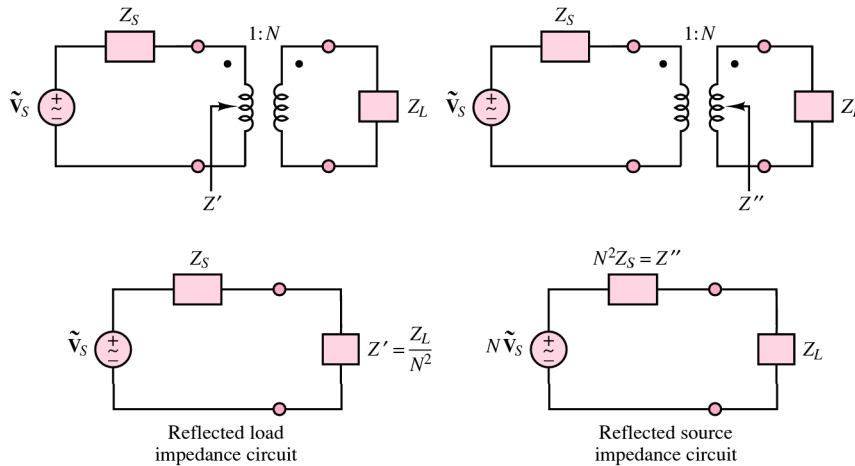 Z_S
1:N
Ṽ_S
+
~
−
Z_L
Z′
Z_S
1:N
Ṽ_S
+
~
−
Z″
Z_S
Ṽ_S
+
~
−
Z′ = Z_L/N²
Reflected load
impedance circuit
N²Z_S = Z″
NṼ_S
+
~
−
Z_L
Reflected source
impedance circuit